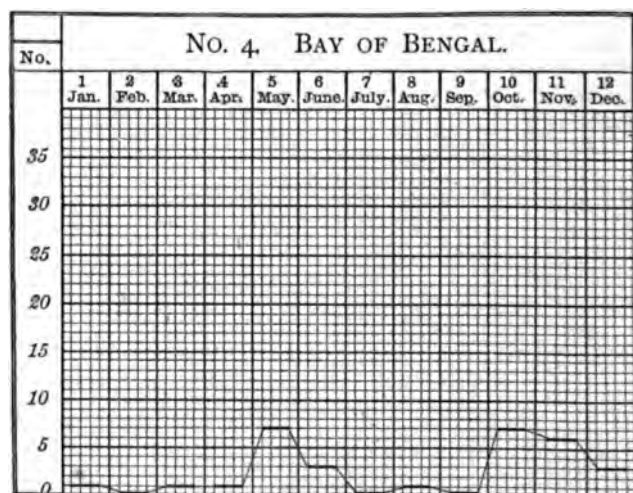 No. 4. BAY OF BENGAL.
No.
1 2 3 4 5 6 7 8 9 10 11 12
Jan. Feb. Mar. Apr. May. June. July. Aug. Sep. Oct. Nov. Dec.
35
30
25
20
15
10
5
0